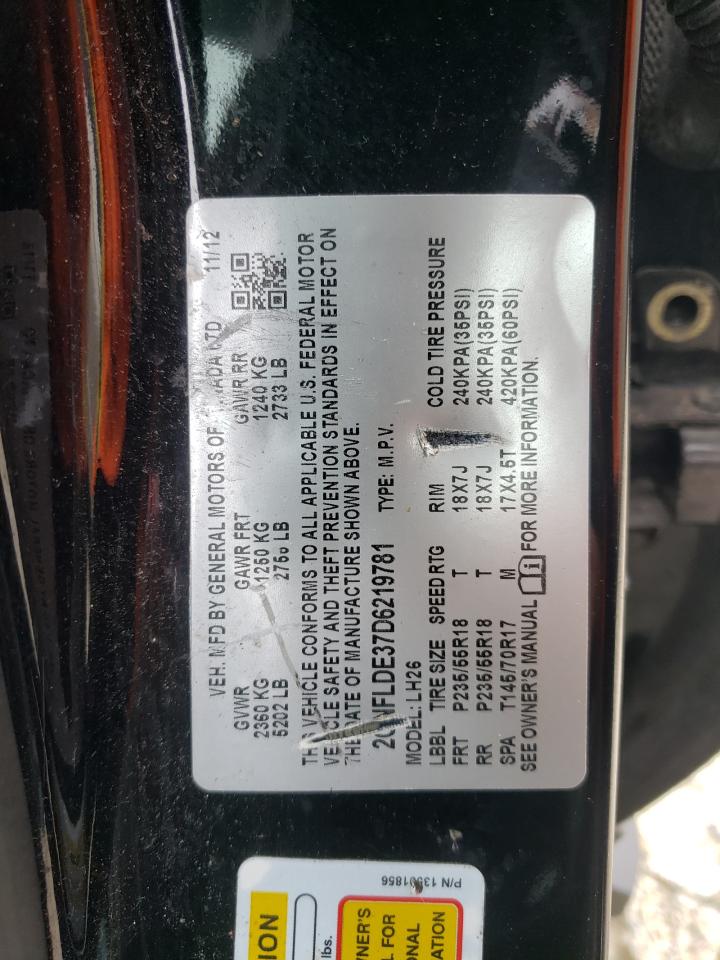 VEH. MFD BY GENERAL MOTORS OF LTD 11/12
GVWR GAWR FRT GAWR RR
2360 KG 1250 KG 1240 KG
5202 LB LB 2733 LB
THIS VEHICLE CONFORMS TO ALL APPLICABLE U.S. FEDERAL MOTOR
VEHICLE SAFETY AND THEFT PREVENTION STANDARDS IN EFFECT ON
THE DATE OF MANUFACTURE SHOWN ABOVE.
TYPE: M.P.V.
MODEL: LH26
LBBL TIRE SIZE SPEED RTG RIM COLD TIRE PRESSURE
FRT P235/55R18 T 18X7J 240KPA(35PSI)
RR P235/55R18 T 18X7J 240KPA(35PSI)
SPA T145/70R17 M 17X4.5T 420KPA(60PSI)
SEE OWNER'S MANUAL FOR MORE INFORMATION.
lbs.
P/N